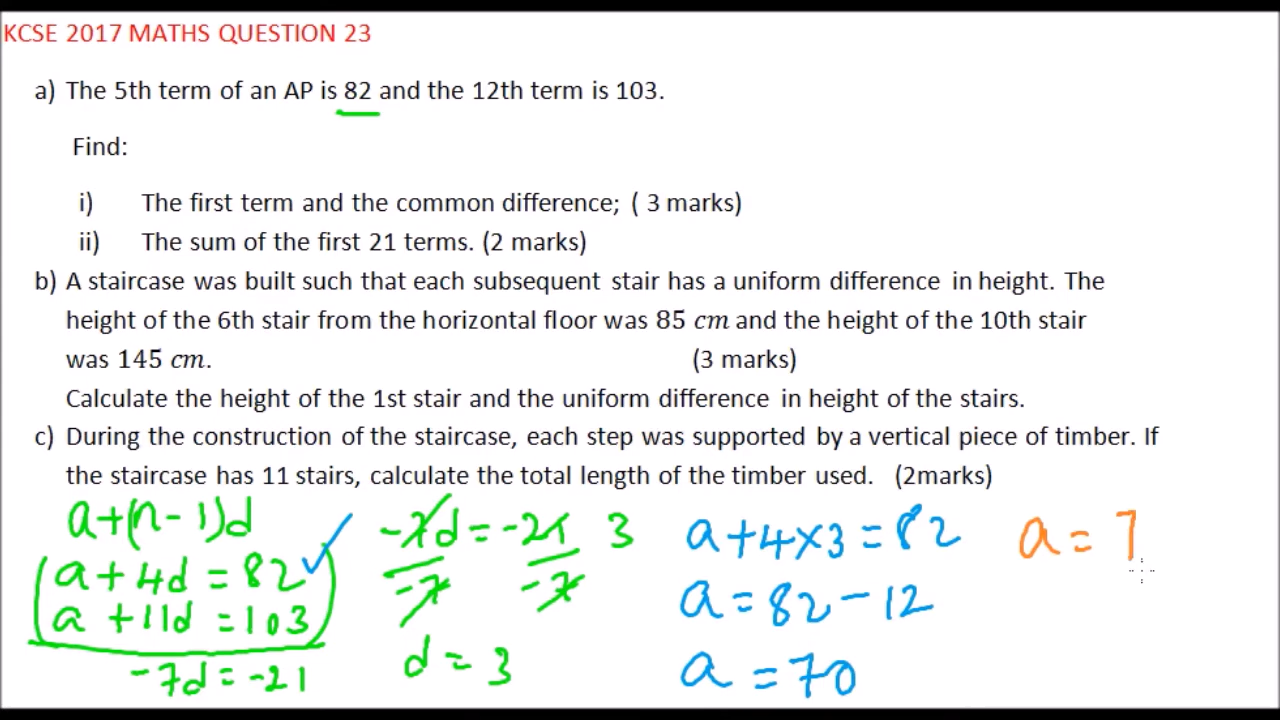 KCSE 2017 MATHS QUESTION 23
a) The 5th term of an AP is 82 and the 12th term is 103.
Find:
i) The first term and the common difference; ( 3 marks)
ii) The sum of the first 21 terms. (2 marks)
b) A staircase was built such that each subsequent stair has a uniform difference in height. The
height of the 6th stair from the horizontal floor was 85 cm and the height of the 10th stair
was 145 cm. (3 marks)
Calculate the height of the 1st stair and the uniform difference in height of the stairs.
c) During the construction of the staircase, each step was supported by a vertical piece of timber. If
the staircase has 11 stairs, calculate the total length of the timber used. (2marks)
a+(n-1)d
(a + 4d = 82
a + 11d = 103)
-7d = -21
-7d = -21 3
-7 -7
d = 3
a+4×3=82
a = 82-12
a = 70
a = 7